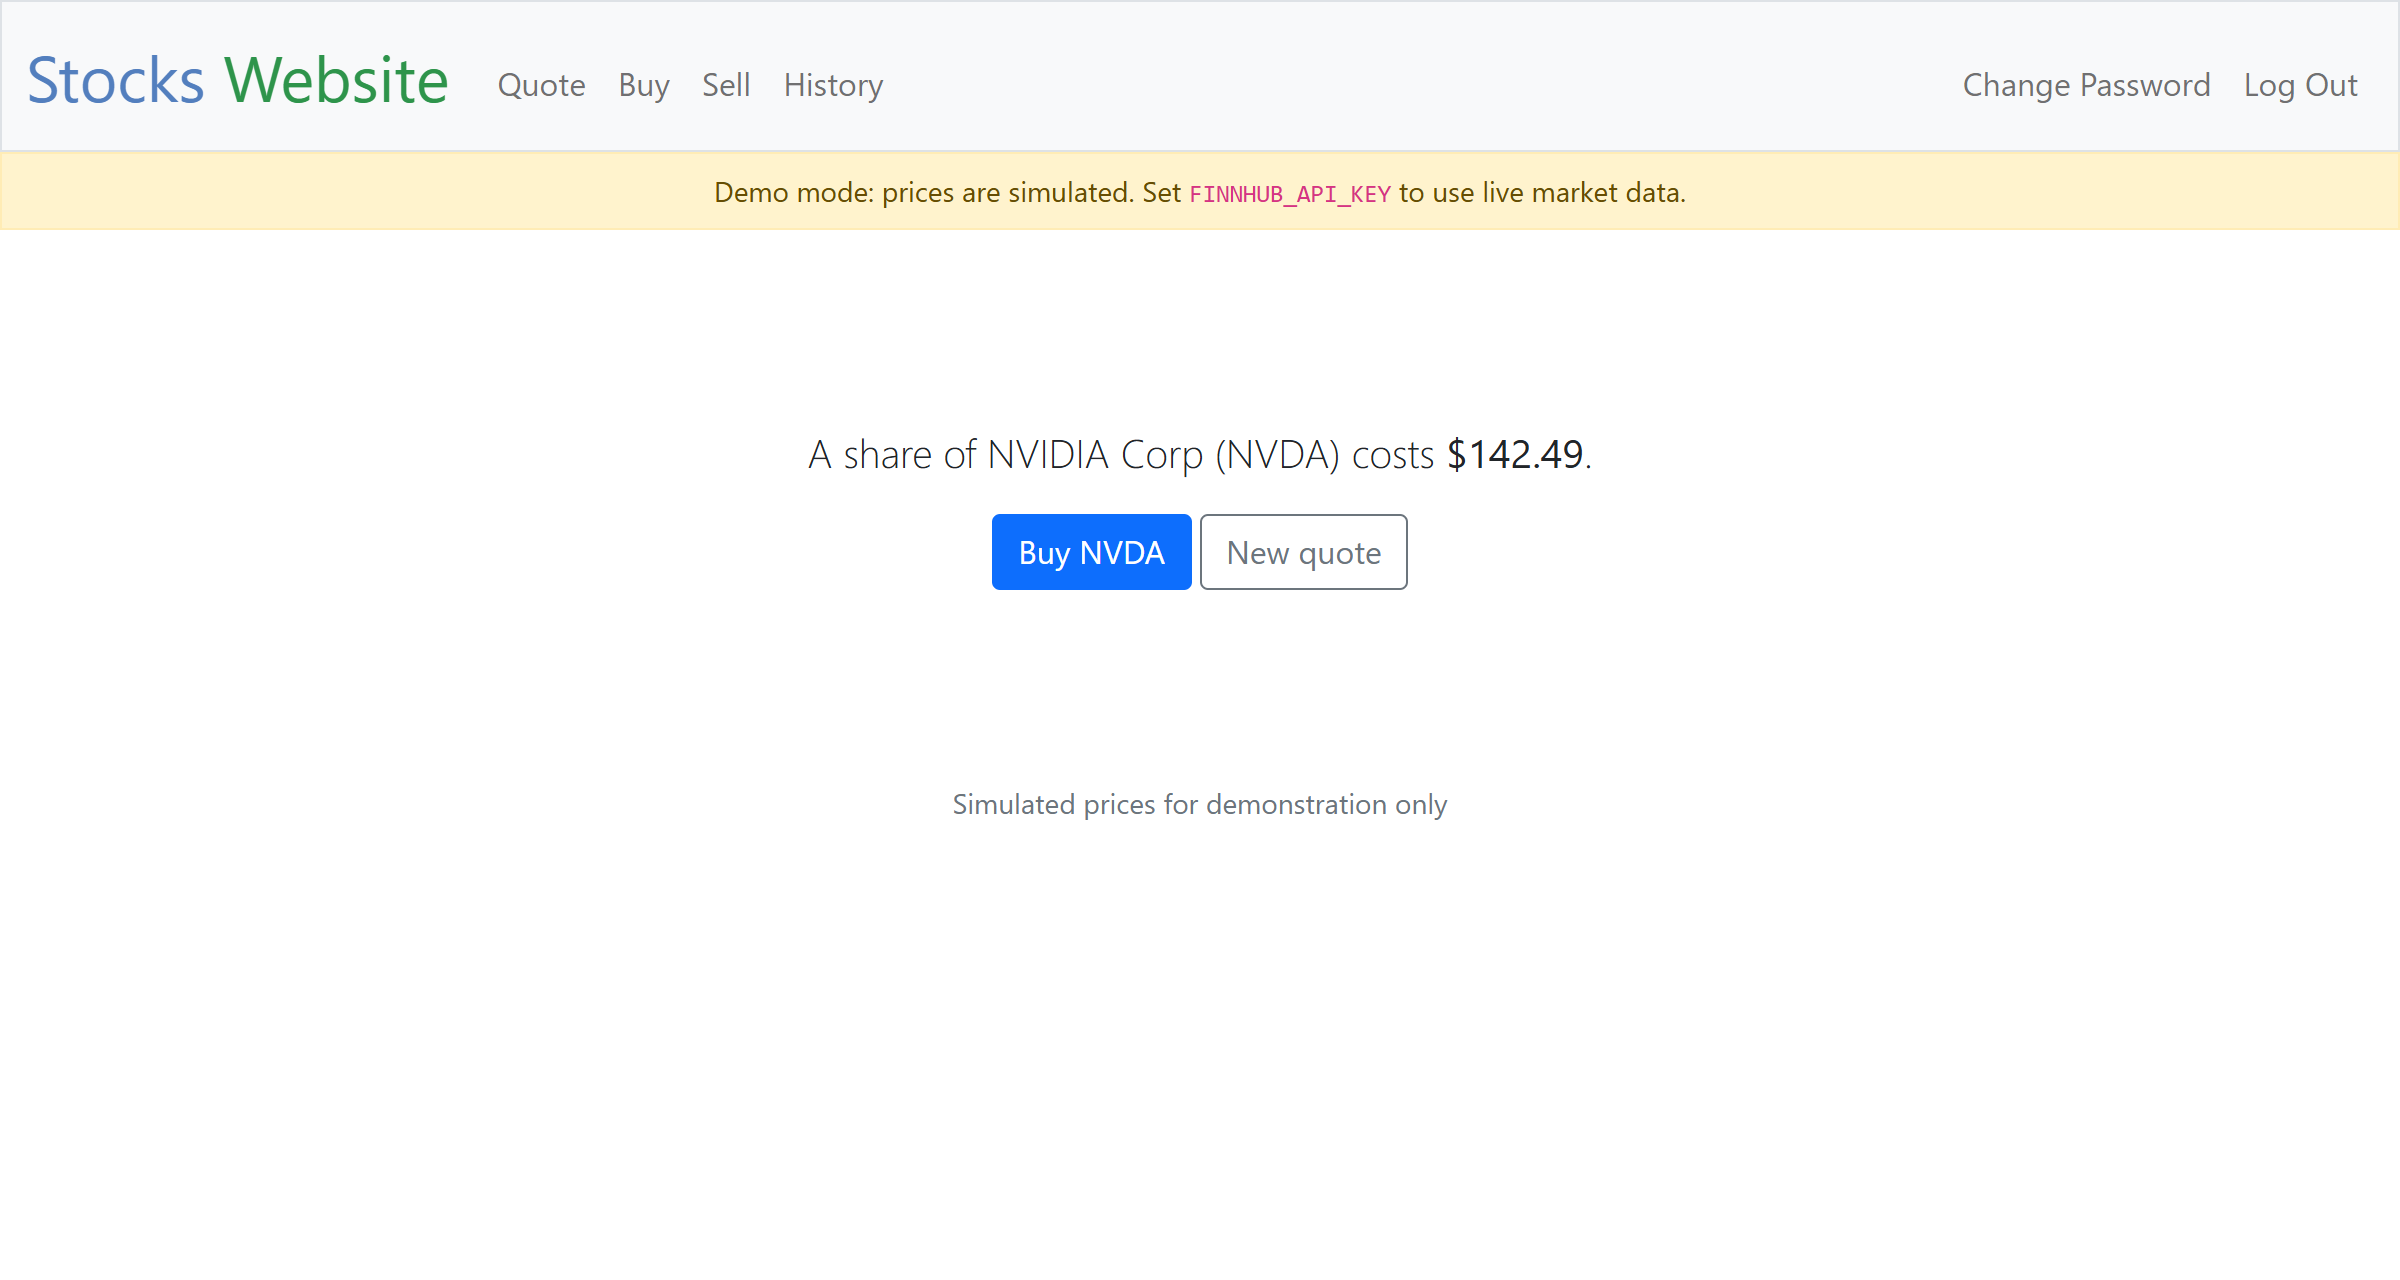 Stocks Website Quote Buy Sell History Change Password Log Out
Demo mode: prices are simulated. Set FINNHUB_API_KEY to use live market data.
A share of NVIDIA Corp (NVDA) costs $142.49.
Buy NVDA New quote
Simulated prices for demonstration only